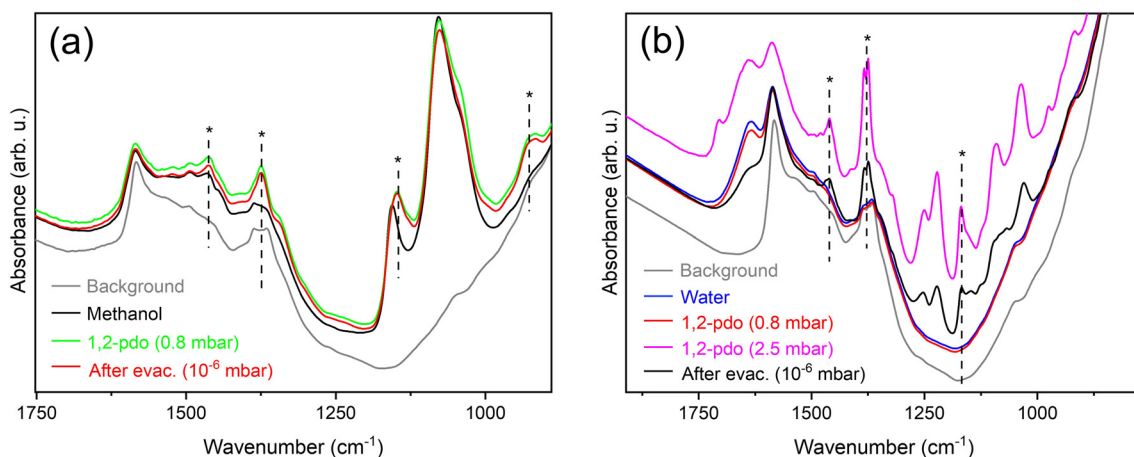 (a)
*
*
*
*
Absorbance (arb. u.)
Background
Methanol
1,2-pdo (0.8 mbar)
After evac. (10⁻⁶ mbar)
1750
1500
1250
1000
Wavenumber (cm⁻¹)
(b)
*
*
*
Absorbance (arb. u.)
Background
Water
1,2-pdo (0.8 mbar)
1,2-pdo (2.5 mbar)
After evac. (10⁻⁶ mbar)
1750
1500
1250
1000
Wavenumber (cm⁻¹)